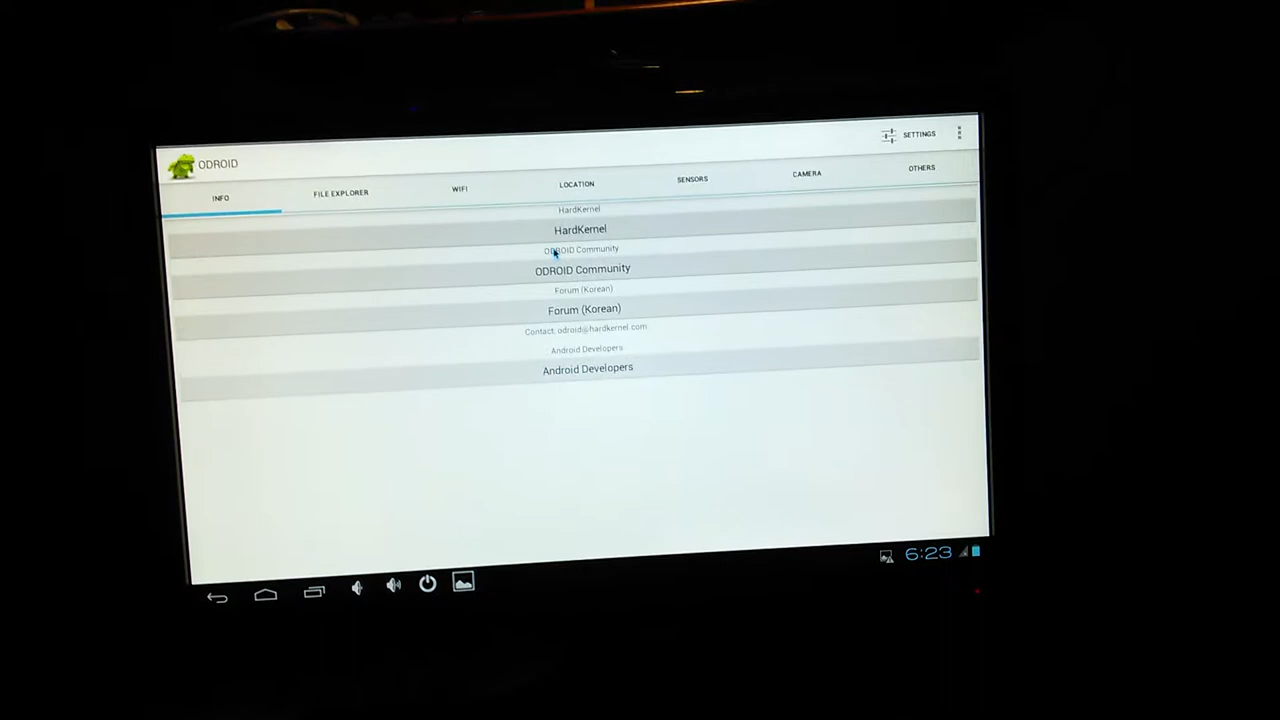 ODROID
SETTINGS
INFO
FILE EXPLORER
WIFI
LOCATION
SENSORS
CAMERA
OTHERS
HardKernel
HardKernel
ODROID Community
ODROID Community
Forum (Korean)
Forum (Korean)
Contact: odroid@hardkernel.com
Android Developers
Android Developers
6:23